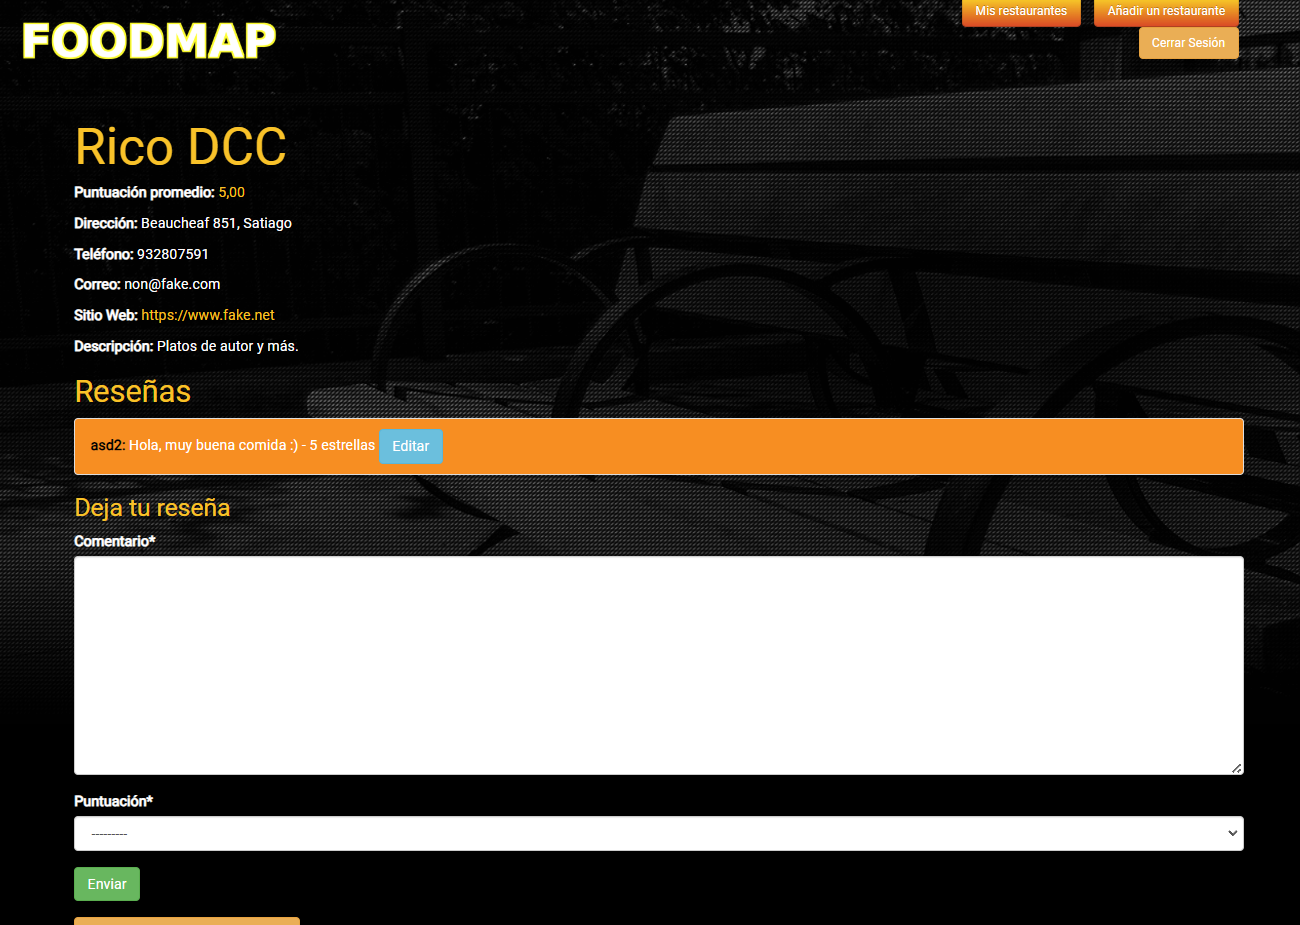 FOODMAP
Mis restaurantes
Añadir un restaurante
Cerrar Sesión
Rico DCC
Puntuación promedio: 5,00
Dirección: Beaucheaf 851, Satiago
Teléfono: 932807591
Correo: non@fake.com
Sitio Web: https://www.fake.net
Descripción: Platos de autor y más.
Reseñas
asd2: Hola, muy buena comida :) - 5 estrellas Editar
Deja tu reseña
Comentario*
Puntuación*
---------
Enviar